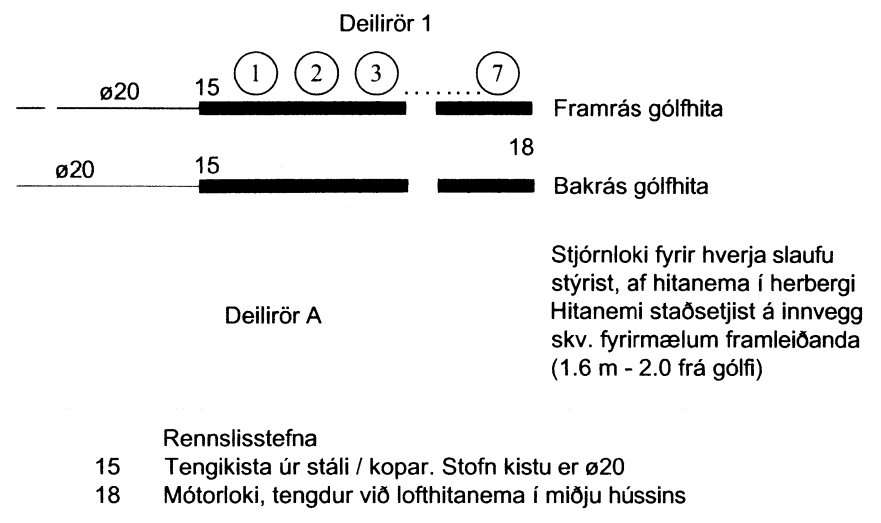 Deilirör 1
1 2 3 ........ 7
ø20 15 Framrás gólfhita
18
ø20 15 Bakrás gólfhita
Stjórnloki fyrir hverja slaufu
stýrist, af hitanema í herbergi
Hitanemi staðsetjist á innvegg
skv. fyrirmælum framleiðanda
(1.6 m - 2.0 frá gólfi)
Deilirör A
Rennslisstefna
15 Tengikista úr stáli / kopar. Stofn kistu er ø20
18 Mótorloki, tengdur við lofthitanema í miðju hússins